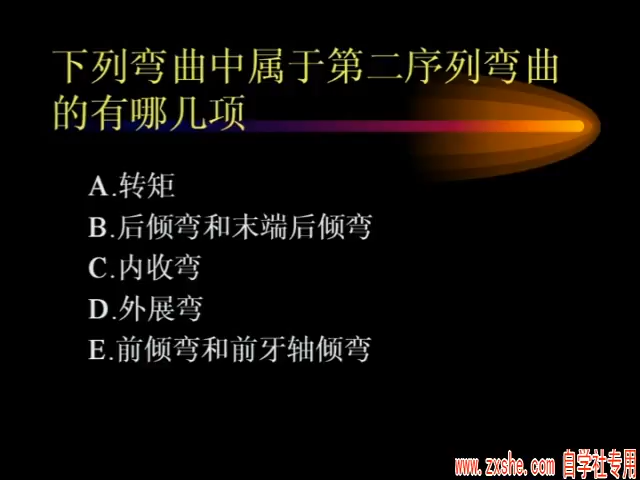 下列弯曲中属于第二序列弯曲
的有哪几项
A.转矩
B.后倾弯和末端后倾弯
C.内收弯
D.外展弯
E.前倾弯和前牙轴倾弯
www.zxshe.com 自学社专用